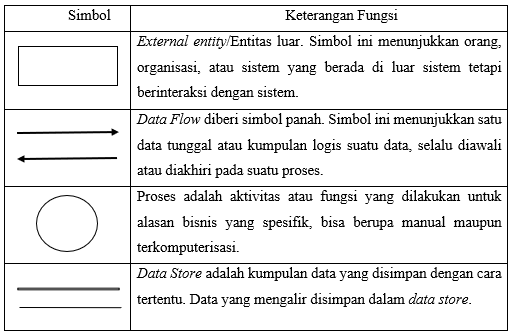 Simbol Keterangan Fungsi
External entity/Entitas luar. Simbol ini menunjukkan orang,
organisasi, atau sistem yang berada di luar sistem tetapi
berinteraksi dengan sistem.
Data Flow diberi simbol panah. Simbol ini menunjukkan satu
data tunggal atau kumpulan logis suatu data, selalu diawali
atau diakhiri pada suatu proses.
Proses adalah aktivitas atau fungsi yang dilakukan untuk
alasan bisnis yang spesifik, bisa berupa manual maupun
terkomputerisasi.
Data Store adalah kumpulan data yang disimpan dengan cara
tertentu. Data yang mengalir disimpan dalam data store.